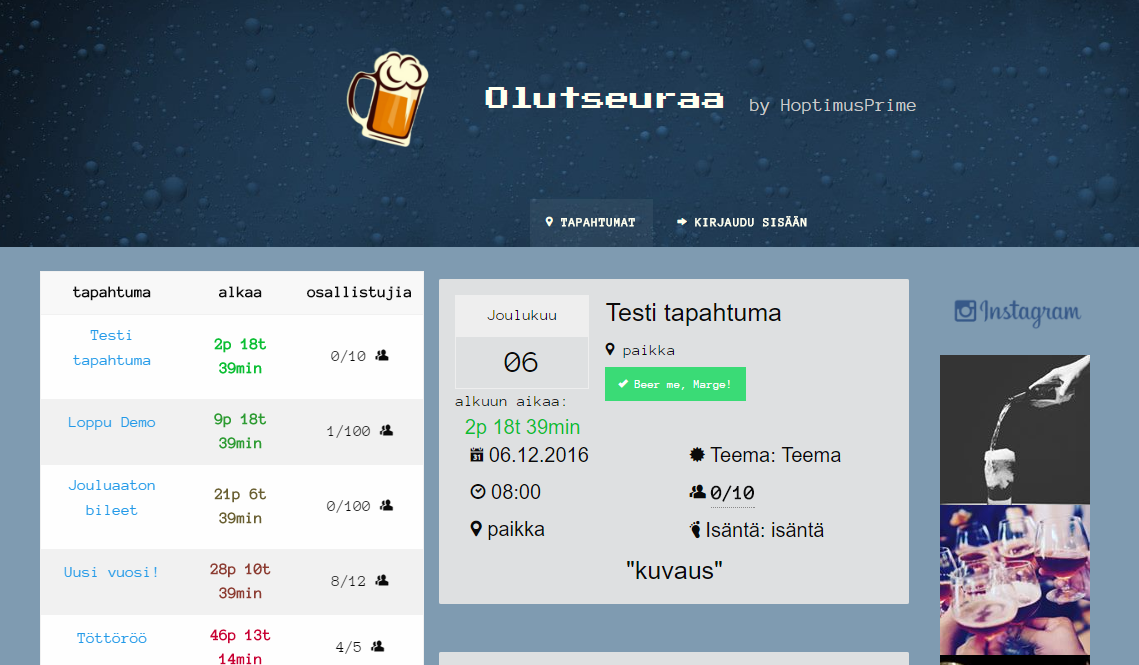 Olutseuraa by HoptimusPrime
TAPAHTUMAT KIRJAUDU SISÄÄN
tapahtuma alkaa osallistujia
Testi
tapahtuma
2p 18t
39min
0/10
Loppu Demo
9p 18t
39min
1/100
Jouluaaton
bileet
21p 6t
39min
0/100
Uusi vuosi!
28p 10t
39min
8/12
Töttöröö
46p 13t
14min
4/5
Joulukuu
06
alkuun aikaa:
2p 18t 39min
Testi tapahtuma
paikka
Beer me, Marge!
06.12.2016
08:00
paikka
Teema: Teema
0/10
Isäntä: isäntä
"kuvaus"
Instagram